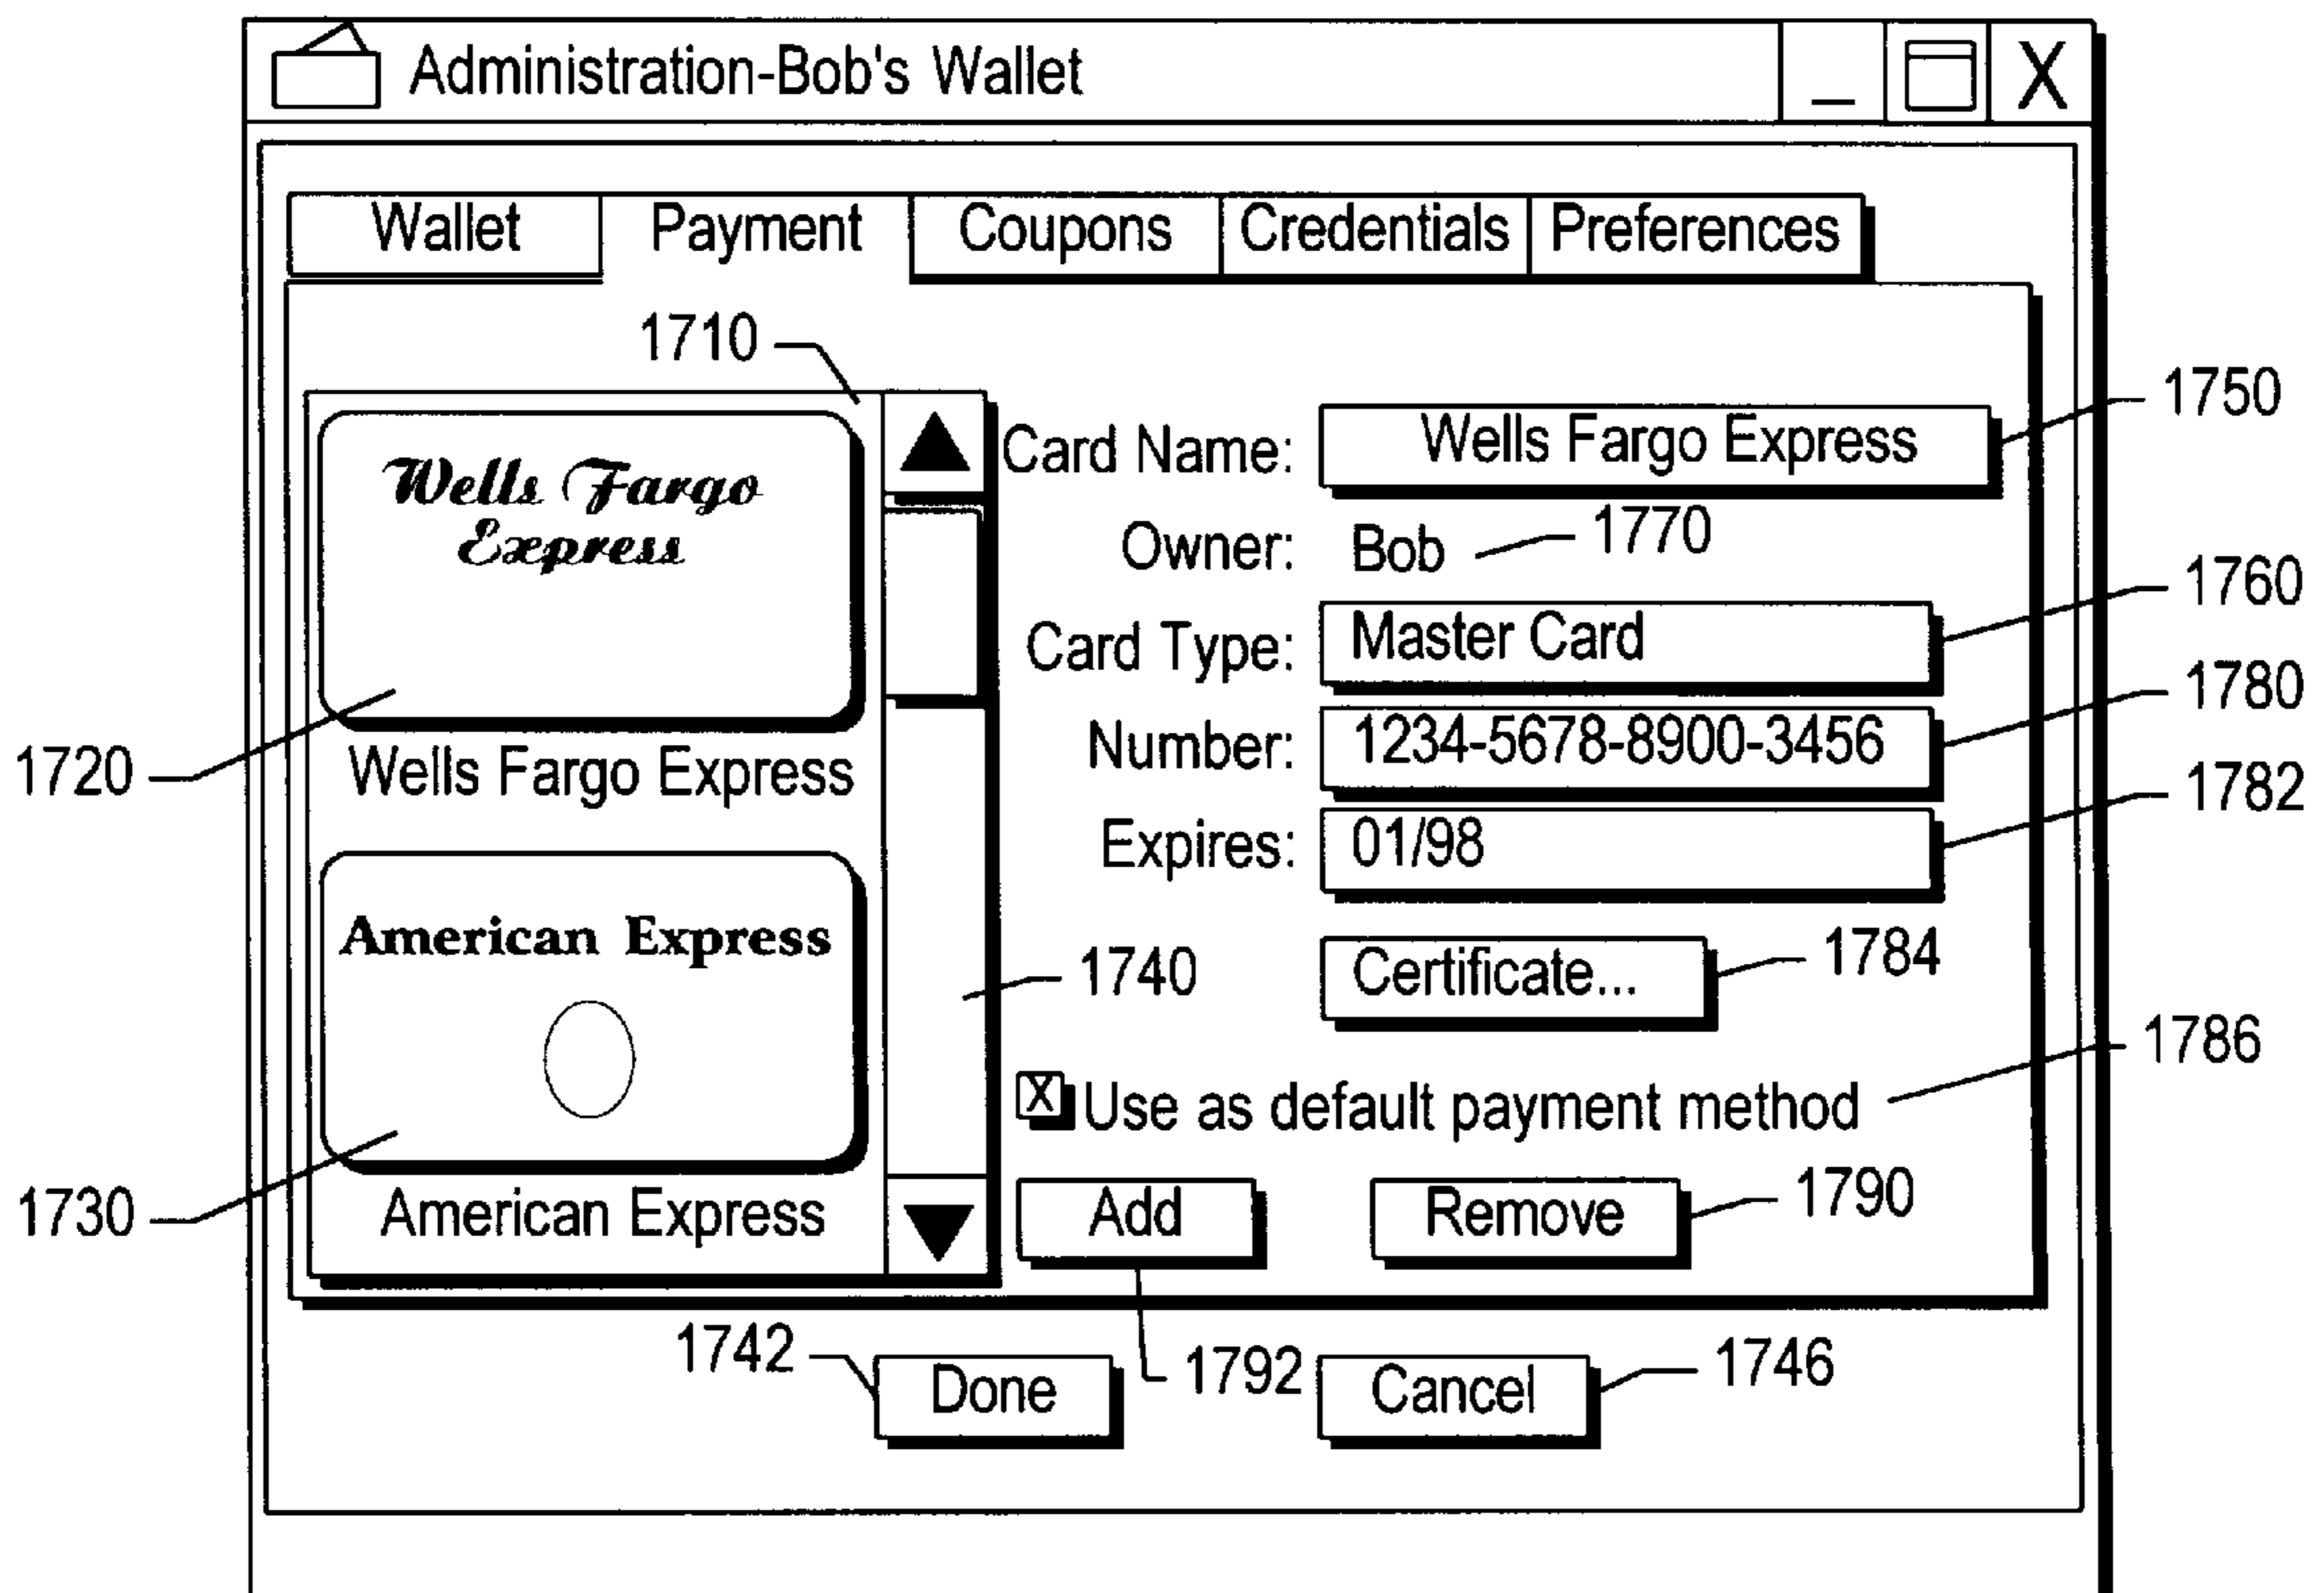 Administration-Bob's Wallet _ X
Wallet Payment Coupons Credentials Preferences
1710
1750
Wells Fargo
Express
Card Name: Wells Fargo Express
Owner: Bob 1770
1760
Card Type: Master Card
1780
1720
Wells Fargo Express
Number: 1234-5678-8900-3456
1782
Expires: 01/98
American Express
1740
Certificate... 1784
1786
X Use as default payment method
1730
American Express
Add Remove 1790
1742 Done 1792 Cancel 1746